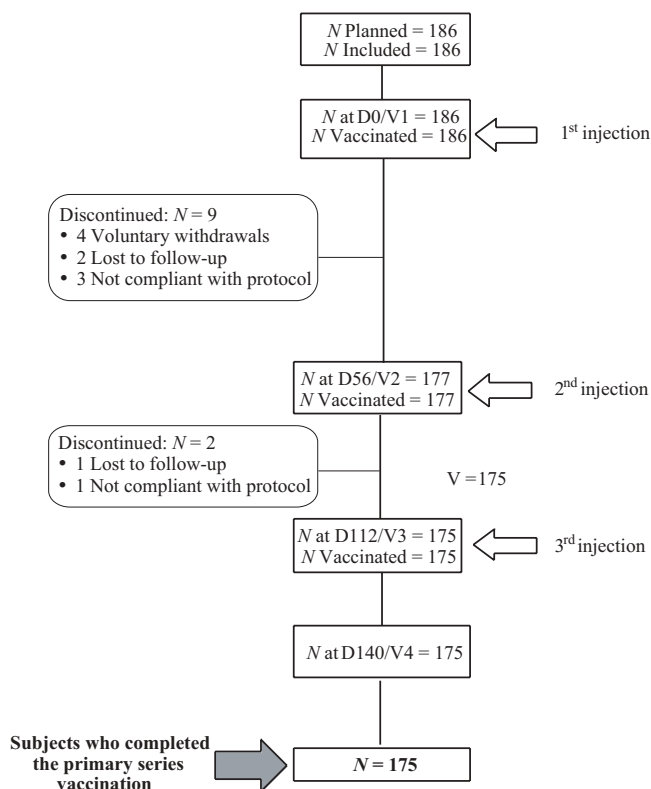 N Planned = 186
N Included = 186
N at D0/V1 = 186
N Vaccinated = 186
1st injection
Discontinued: N = 9
• 4 Voluntary withdrawals
• 2 Lost to follow-up
• 3 Not compliant with protocol
N at D56/V2 = 177
N Vaccinated = 177
2nd injection
Discontinued: N = 2
• 1 Lost to follow-up
• 1 Not compliant with protocol
V = 175
N at D112/V3 = 175
N Vaccinated = 175
3rd injection
N at D140/V4 = 175
Subjects who completed
the primary series
vaccination
N = 175